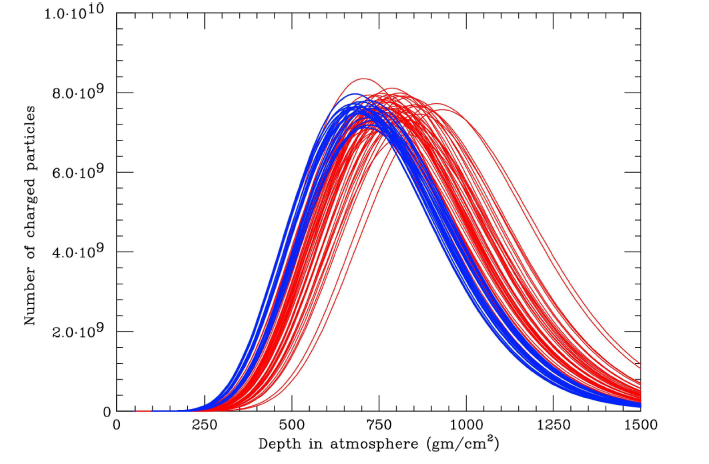 1.0·10¹⁰
8.0·10⁹
6.0·10⁹
4.0·10⁹
2.0·10⁹
0
Number of charged particles
0 250 500 750 1000 1250 1500
Depth in atmosphere (gm/cm²)